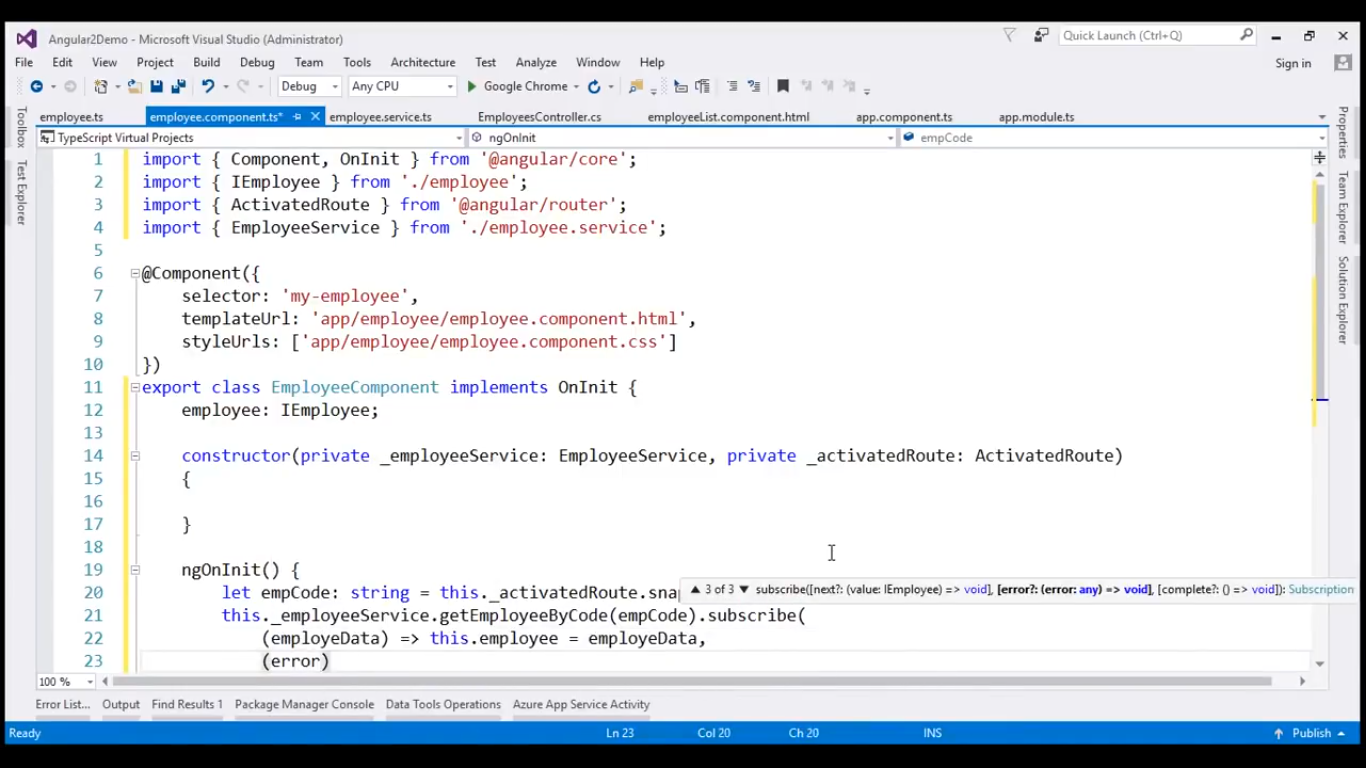 Angular2Demo - Microsoft Visual Studio (Administrator)
Quick Launch (Ctrl+Q)
File Edit View Project Build Debug Team Tools Architecture Test Analyze Window Help
Sign in
Debug Any CPU Google Chrome
employee.ts employee.component.ts* employee.service.ts EmployeesController.cs employeeList.component.html app.component.ts app.module.ts
TypeScript Virtual Projects ngOnInit empCode
Toolbox
Test Explorer
Properties
Team Explorer
Solution Explorer
1 import { Component, OnInit } from '@angular/core';
2 import { IEmployee } from './employee';
3 import { ActivatedRoute } from '@angular/router';
4 import { EmployeeService } from './employee.service';
5
6 @Component({
7 selector: 'my-employee',
8 templateUrl: 'app/employee/employee.component.html',
9 styleUrls: ['app/employee/employee.component.css']
10 })
11 export class EmployeeComponent implements OnInit {
12 employee: IEmployee;
13
14 constructor(private _employeeService: EmployeeService, private _activatedRoute: ActivatedRoute)
15 {
16
17 }
18
19 ngOnInit() {
20 let empCode: string = this._activatedRoute.sna
▲ 3 of 3 ▼ subscribe([next?: (value: IEmployee) => void], [error?: (error: any) => void], [complete?: () => void]): Subscription
21 this._employeeService.getEmployeeByCode(empCode).subscribe(
22 (employeData) => this.employee = employeData,
23 (error)
100 %
Error List... Output Find Results 1 Package Manager Console Data Tools Operations Azure App Service Activity
Ready Ln 23 Col 20 Ch 20 INS Publish